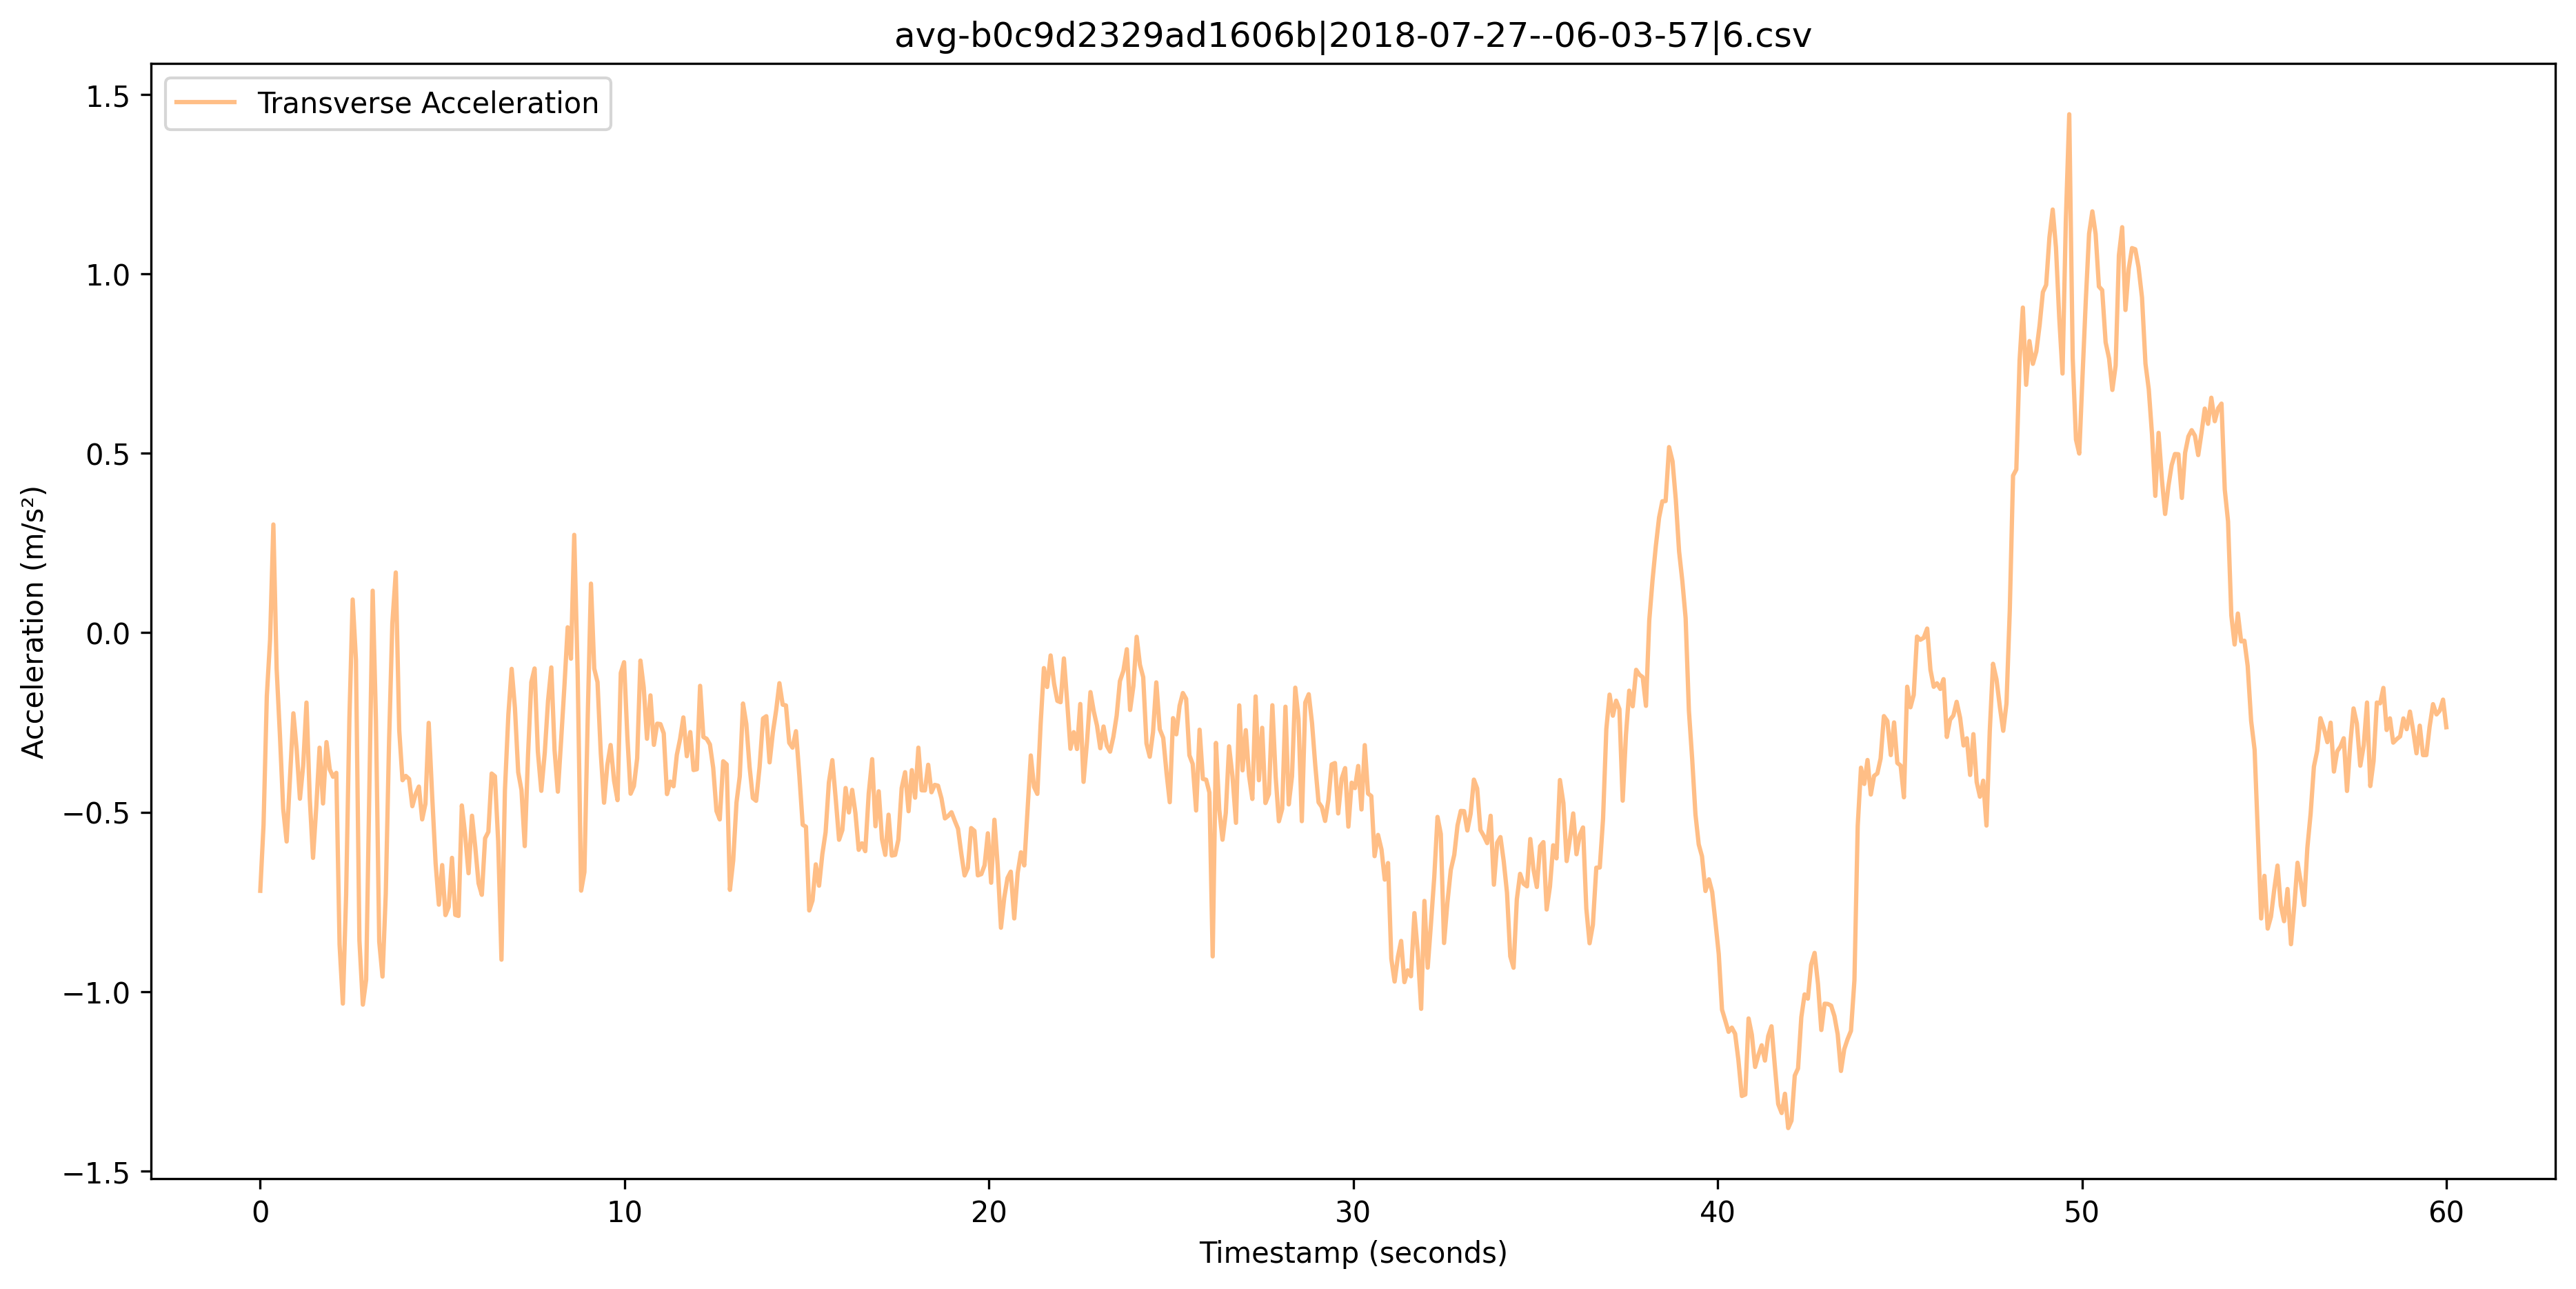 avg-b0c9d2329ad1606b|2018-07-27--06-03-57|6.csv
Transverse Acceleration
Acceleration (m/s²)
1.5
1.0
0.5
0.0
−0.5
−1.0
−1.5
0 10 20 30 40 50 60
Timestamp (seconds)